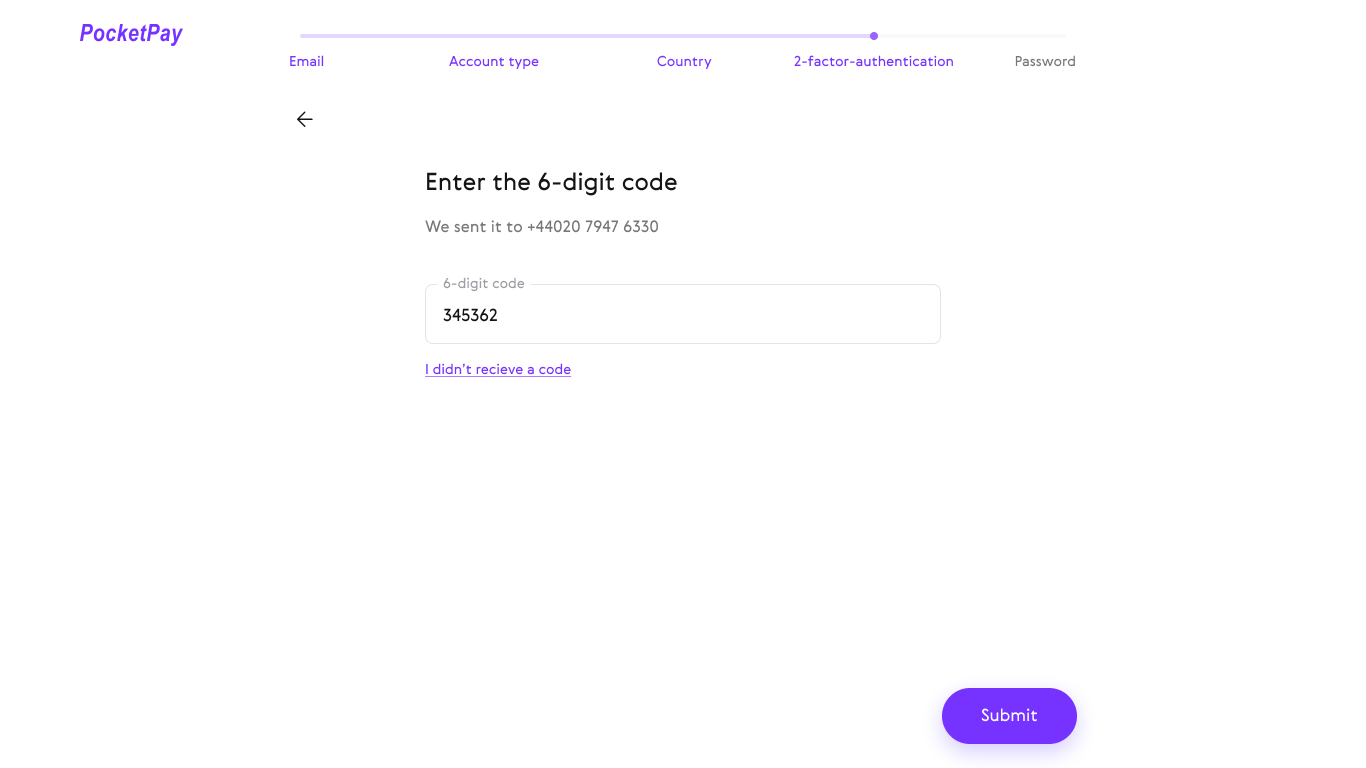 PocketPay
Email
Account type
Country
2-factor-authentication
Password
Enter the 6-digit code
We sent it to +44020 7947 6330
6-digit code
345362
I didn't recieve a code
Submit